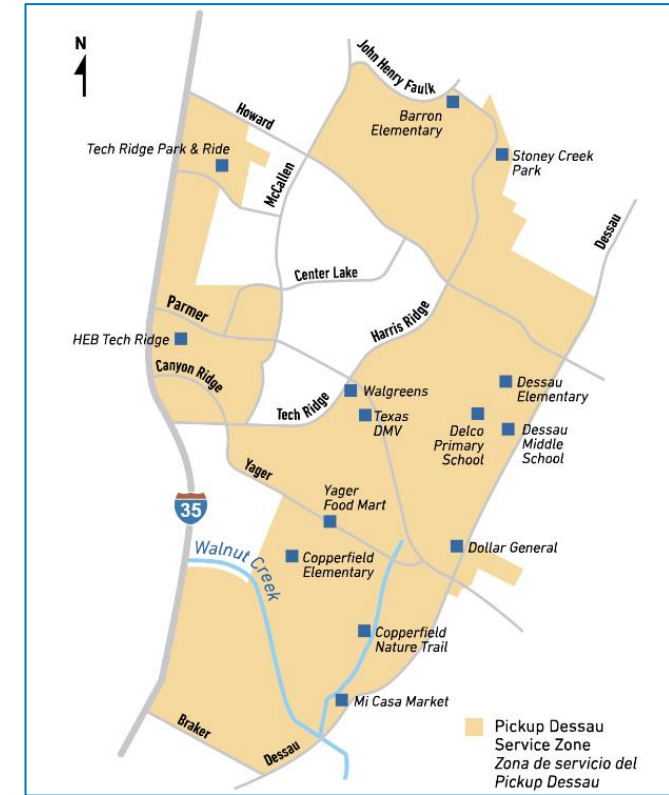 N
John Henry Faulk
Howard
Barron
Elementary
Tech Ridge Park & Ride
Stoney Creek
Park
McCallen
Dessau
Center Lake
Parmer
Harris Ridge
HEB Tech Ridge
Canyon Ridge
Walgreens
Dessau
Elementary
Tech Ridge
Texas
DMV
Delco
Primary
School
Dessau
Middle
School
Yager
Yager
Food Mart
35
Walnut Creek
Copperfield
Elementary
Dollar General
Copperfield
Nature Trail
Mi Casa Market
Braker
Dessau
Pickup Dessau
Service Zone
Zona de servicio del
Pickup Dessau